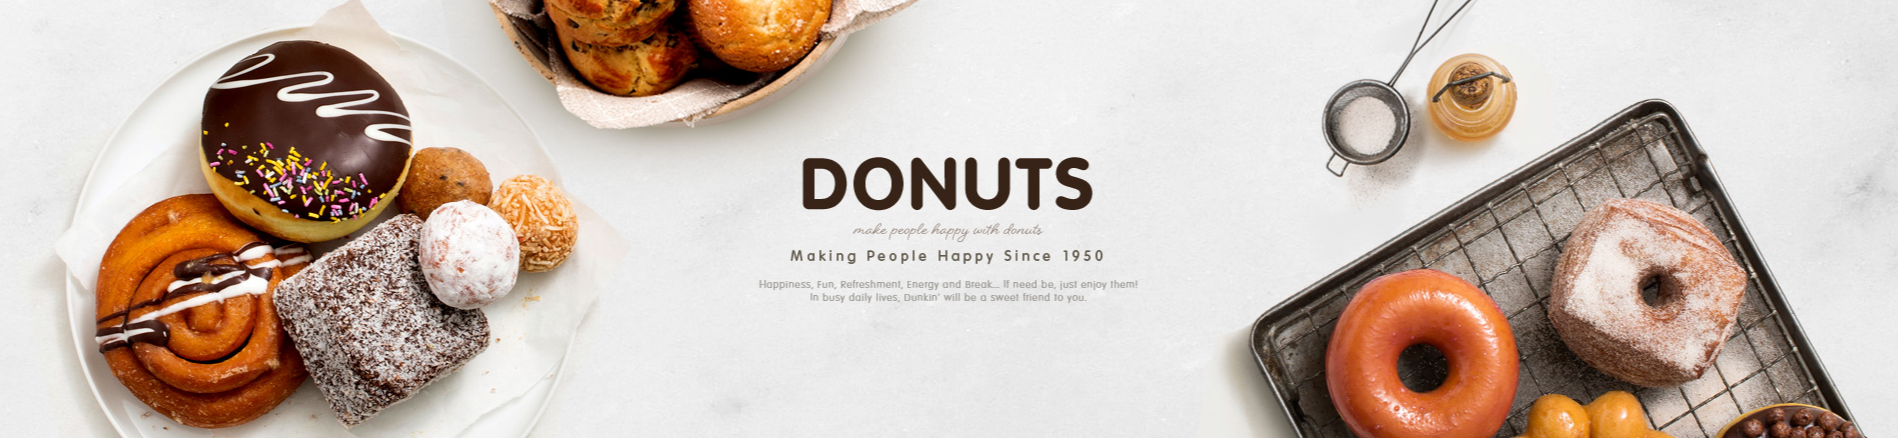 DONUTS
make people happy with donuts
Making People Happy Since 1950
Happiness, Fun, Refreshment, Energy and Break... If need be, just enjoy them!
In busy daily lives, Dunkin' will be a sweet friend to you.